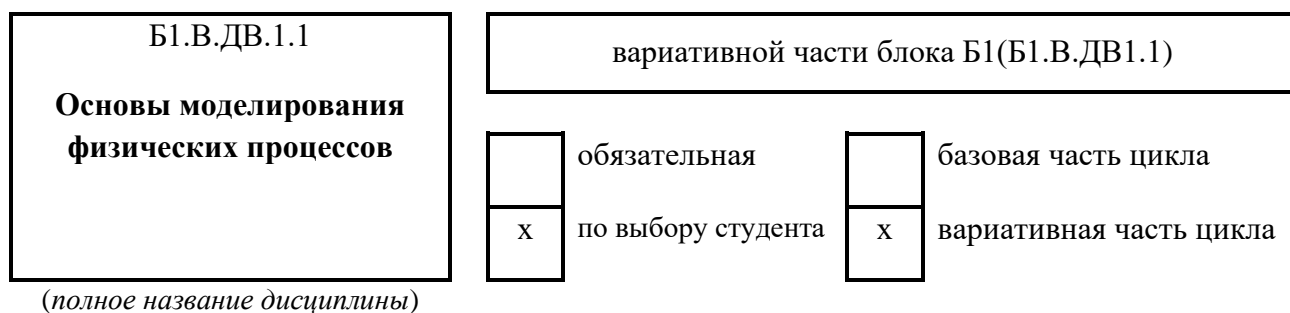 Б1.В.ДВ.1.1
Основы моделирования
физических процессов
(полное название дисциплины)
вариативной части блока Б1(Б1.В.ДВ1.1)
обязательная
х
по выбору студента
базовая часть цикла
х
вариативная часть цикла